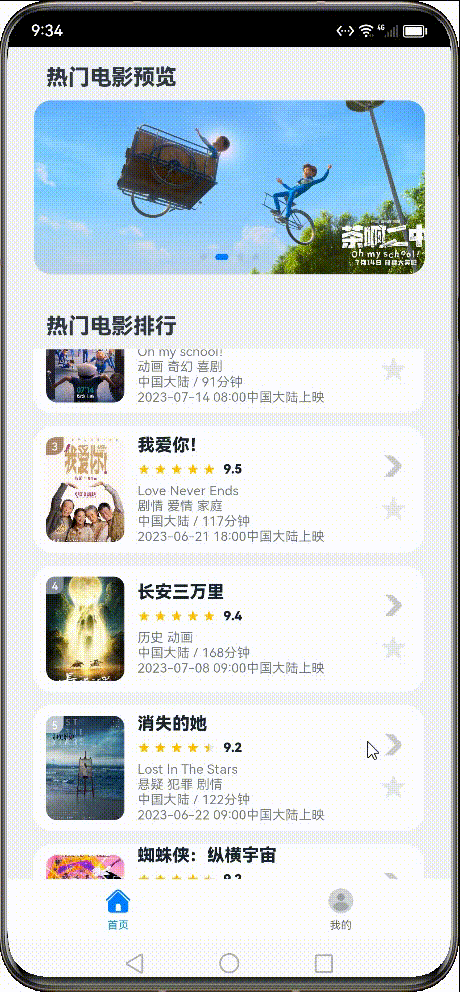 9:34
4G
热门电影预览
茶啊二中
Oh my school!
7月14日
热门电影排行
Oh my school!
动画 奇幻 喜剧
中国大陆 / 91分钟
2023-07-14 08:00中国大陆上映
07.14
3
我爱你!
我爱你!
9.5
Love Never Ends
剧情 爱情 家庭
中国大陆 / 117分钟
2023-06-21 18:00中国大陆上映
4
长安三万里
9.4
历史 动画
中国大陆 / 168分钟
2023-07-08 09:00中国大陆上映
5
消失的她
9.2
Lost In The Stars
悬疑 犯罪 剧情
中国大陆 / 122分钟
2023-06-22 09:00中国大陆上映
蜘蛛侠：纵横宇宙
首页
我的